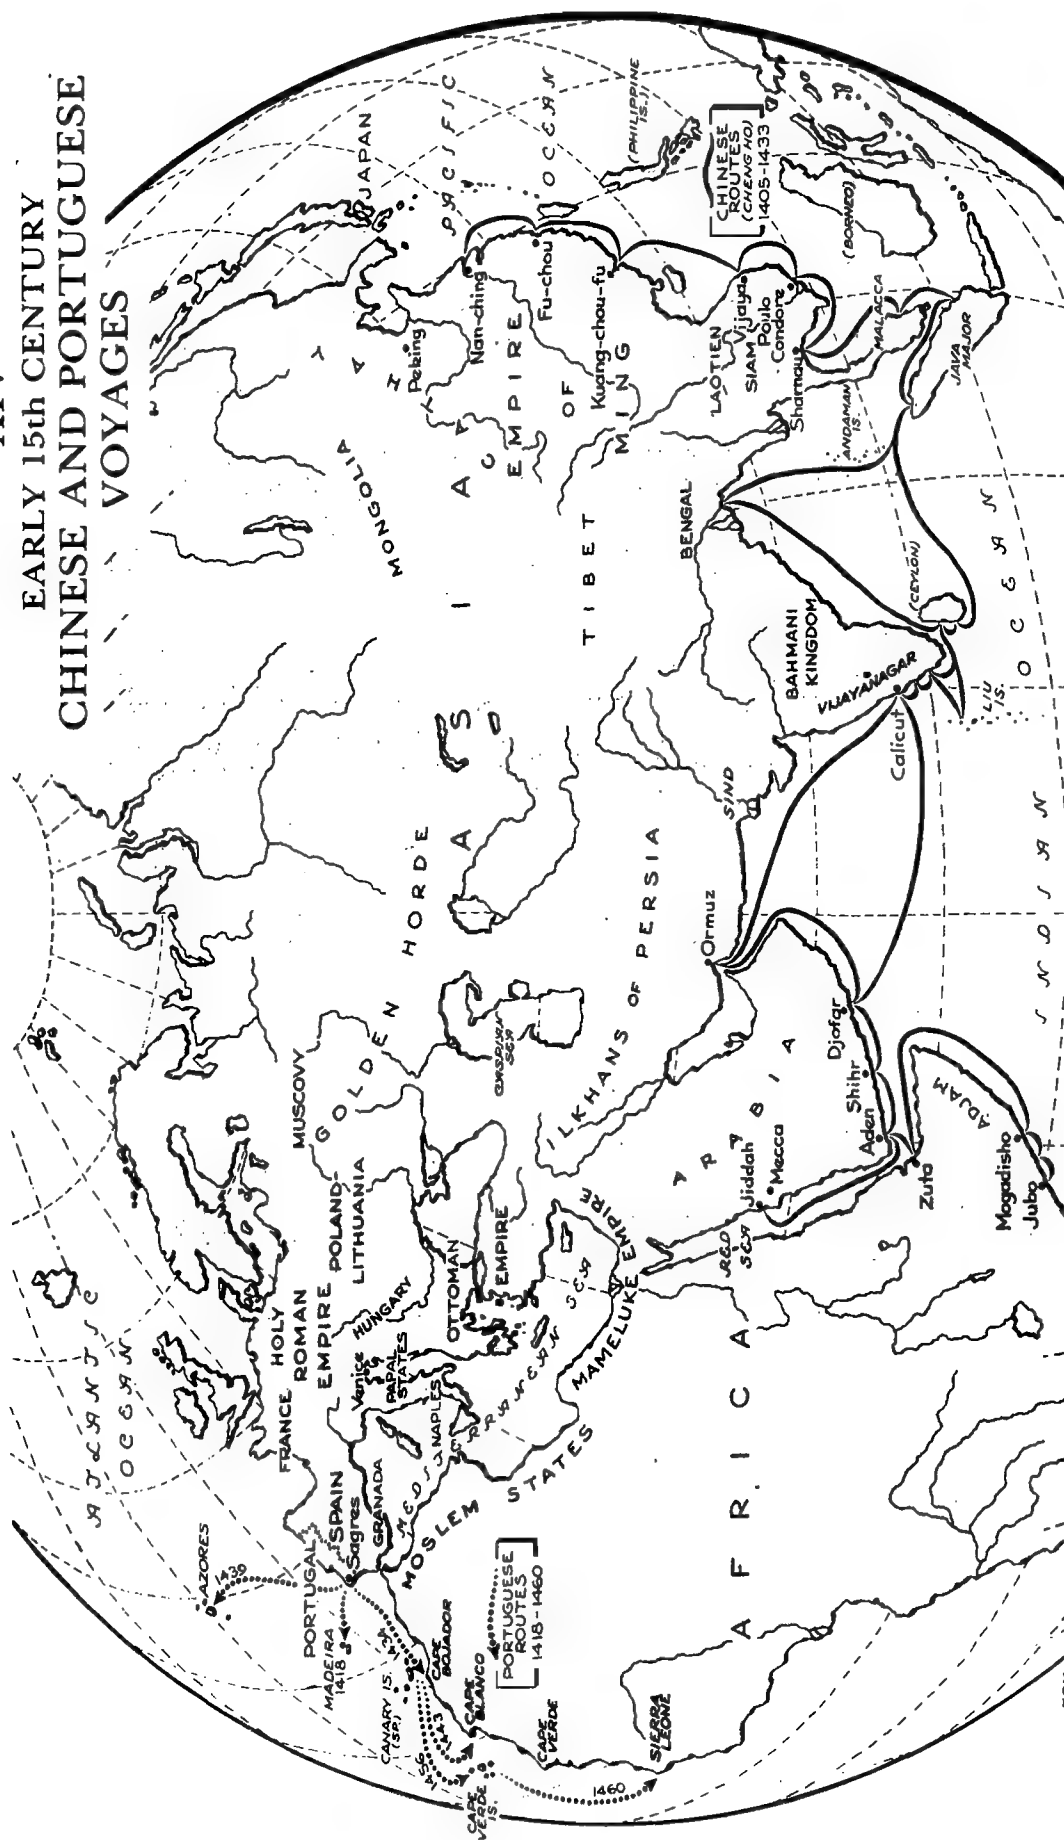 EARLY 15th CENTURY
CHINESE AND PORTUGUESE
VOYAGES
ATLANTIC
OCEAN
AZORES
PORTUGAL
MADEIRA
1418
SPAIN
Sagres
GRANADA
CANARY IS.
(SP.)
CAPE
BOJADOR
CAPE
BLANCO
1443
1456
CAPE
VERDE
IS.
CAPE
VERDE
SIERRA
LEONE
1460
PORTUGUESE
ROUTES
1418-1460
FRANCE
HOLY
ROMAN
EMPIRE
POLAND-
LITHUANIA
MUSCOVY
HUNGARY
Venice
PAPAL
STATES
NAPLES
OTTOMAN
EMPIRE
MOSLEM STATES
MAMELUKE EMPIRE
AFRICA
GOLDEN HORDE
CASPIAN
SEA
ILKHANS OF PERSIA
ARABIA
RED
SEA
Jiddah
Mecca
Aden
Shihr
Djofar
Zuta
ADJAM
Mogadisho
Jubo
Ormuz
SIND
ASIA
MONGOLIA
TIBET
BAHMANI
KINGDOM
VIJAYANAGAR
Calicut
(CEYLON)
LIU
IS.
BENGAL
INDIAN OCEAN
CHINA
EMPIRE
OF
MING
Peking
Nan-ching
Fu-chou
Kuang-chou-fu
JAPAN
PACIFIC
OCEAN
(PHILIPPINE
IS.)
CHINESE
ROUTES
(CHENG HO)
1405-1433
LAOTIEN
SIAM
Vijaya
Poulo
Condore
Sharnau
ANDAMAN
IS.
MALACCA
(BORNEO)
JAVA
MAJOR